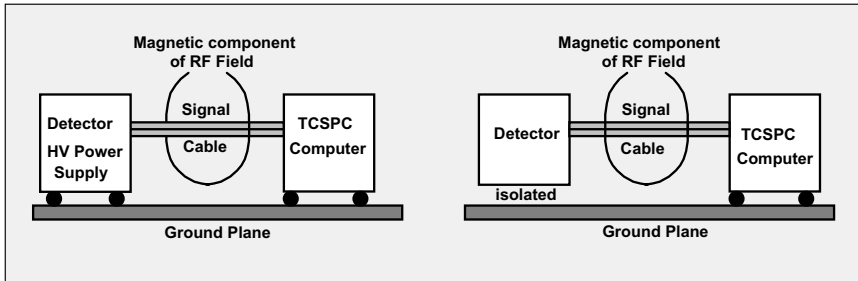 Magnetic component
of RF Field
Signal
Cable
Detector
HV Power
Supply
TCSPC
Computer
Ground Plane
Magnetic component
of RF Field
Signal
Cable
Detector
isolated
TCSPC
Computer
Ground Plane